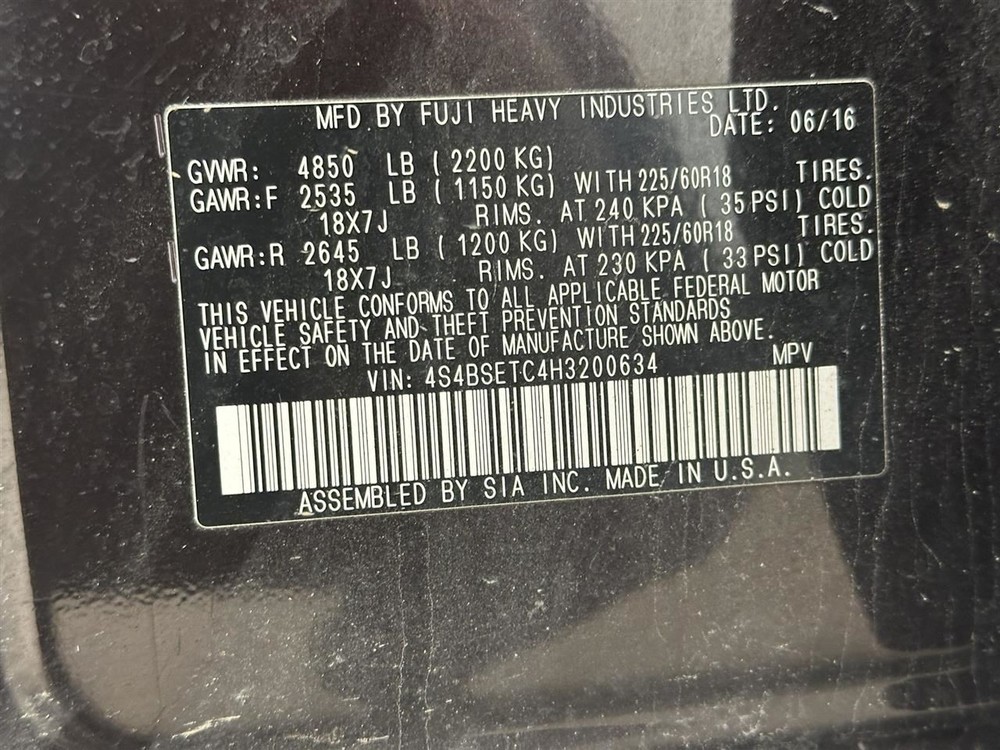 MFD.BY FUJI HEAVY INDUSTRIES LTD.
DATE: 06/16
GVWR: 4850 LB ( 2200 KG)
GAWR:F 2535 LB ( 1150 KG) WITH 225/60R18 TIRES.
18X7J RIMS. AT 240 KPA ( 35 PSI) COLD
GAWR:R 2645 LB ( 1200 KG) WITH 225/60R18 TIRES.
18X7J RIMS. AT 230 KPA ( 33 PSI) COLD
THIS VEHICLE CONFORMS TO ALL APPLICABLE FEDERAL MOTOR
VEHICLE SAFETY AND THEFT PREVENTION STANDARDS
IN EFFECT ON THE DATE OF MANUFACTURE SHOWN ABOVE.
VIN: 4S4BSETC4H3200634 MPV
ASSEMBLED BY SIA INC. MADE IN U.S.A.